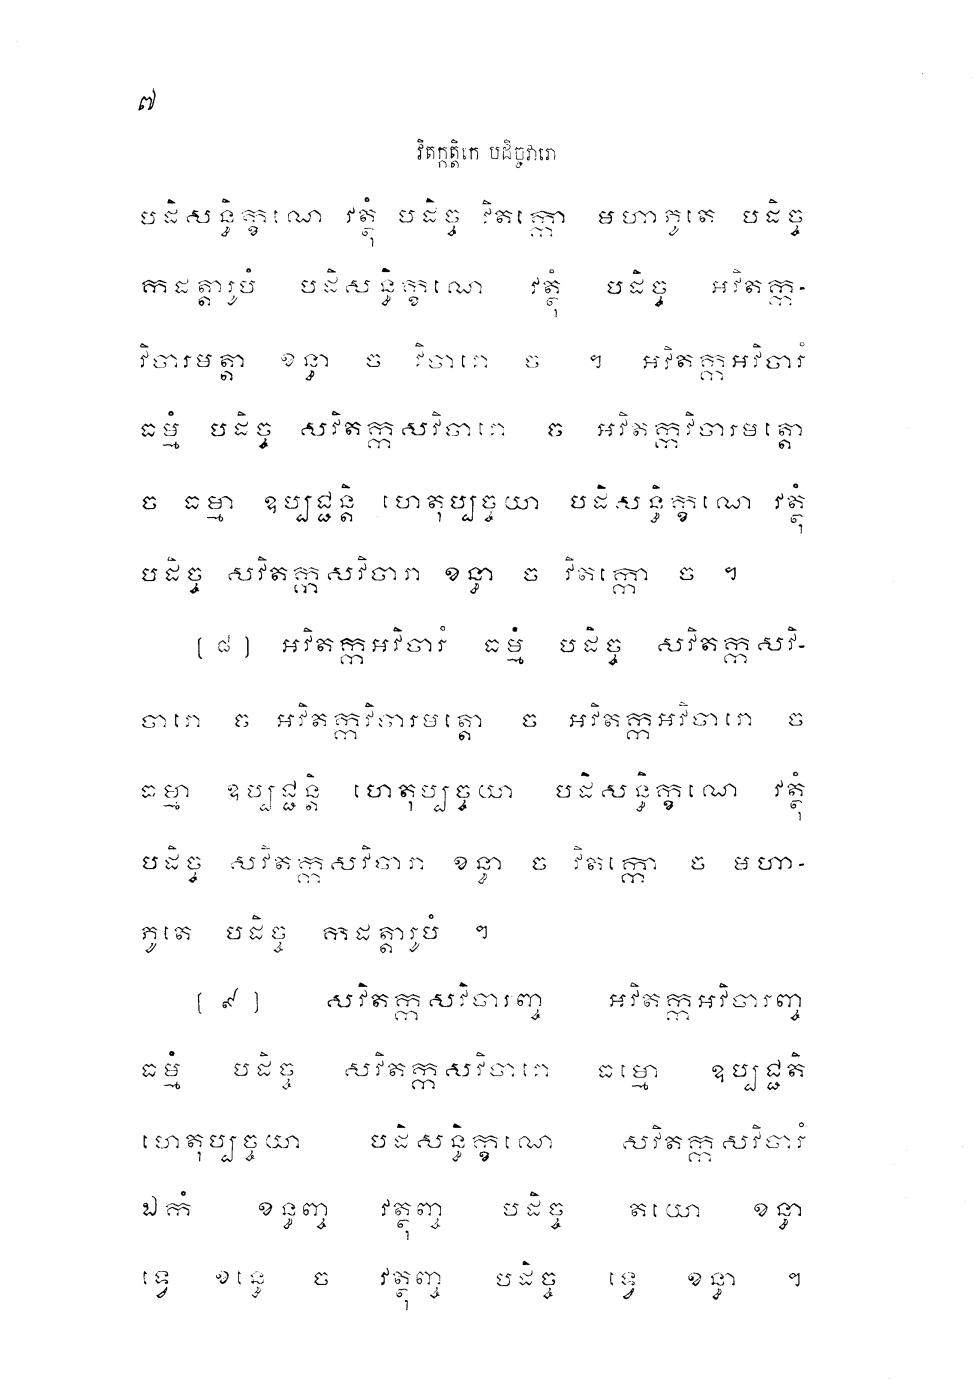 ៧
វិតក្កត្តិកេ បដិច្ចវារោ
បដិសន្ធិក្ខណេ វត្ថុំ បដិច្ច វិតក្កោ មហាភូតេ បដិច្ច
កដត្តារូបំ បដិសន្ធិក្ខណេ វត្ថុំ បដិច្ច អវិតក្ក-
វិចារមត្តា ខន្ធា ច វិចារោ ច ។ អវិតក្កអវិចារំ
ធម្មំ បដិច្ច សវិតក្កសវិចារោ ច អវិតក្កវិចារមត្តោ
ច ធម្មា ឧប្បជ្ជន្តិ ហេតុប្បច្ចយា បដិសន្ធិក្ខណេ វត្ថុំ
បដិច្ច សវិតក្កសវិចារា ខន្ធា ច វិតក្កោ ច ។
[ ៨ ] អវិតក្កអវិចារំ ធម្មំ បដិច្ច សវិតក្កសវិ-
ចារោ ច អវិតក្កវិចារមត្តោ ច អវិតក្កអវិចារោ ច
ធម្មា ឧប្បជ្ជន្តិ ហេតុប្បច្ចយា បដិសន្ធិក្ខណេ វត្ថុំ
បដិច្ច សវិតក្កសវិចារា ខន្ធា ច វិតក្កោ ច មហា-
ភូតេ បដិច្ច កដត្តារូបំ ។
[ ៩ ] សវិតក្កសវិចារញ្ច អវិតក្កអវិចារញ្ច
ធម្មំ បដិច្ច សវិតក្កសវិចារោ ធម្មោ ឧប្បជ្ជតិ
ហេតុប្បច្ចយា បដិសន្ធិក្ខណេ សវិតក្កសវិចារំ
ឯកំ ខន្ធញ្ច វត្ថុញ្ច បដិច្ច តយោ ខន្ធា
ទ្វេ ខន្ធេ ច វត្ថុញ្ច បដិច្ច ទ្វេ ខន្ធា ។